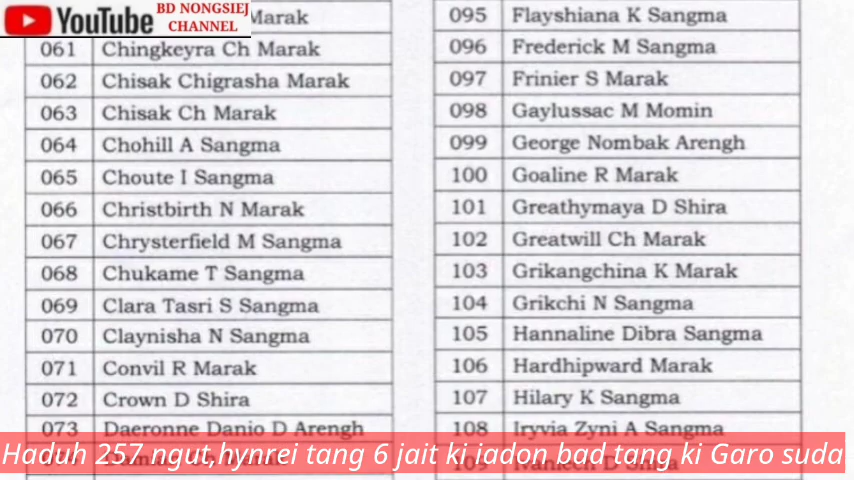 YouTube
BD NONGSIEJ
CHANNEL
Marak
061 Chingkeyra Ch Marak
062 Chisak Chigrasha Marak
063 Chisak Ch Marak
064 Chohill A Sangma
065 Choute I Sangma
066 Christbirth N Marak
067 Chrysterfield M Sangma
068 Chukame T Sangma
069 Clara Tasri S Sangma
070 Claynisha N Sangma
071 Convil R Marak
072 Crown D Shira
073 Daeronne Danio D Arengh
095 Flayshiana K Sangma
096 Frederick M Sangma
097 Frinier S Marak
098 Gaylussac M Momin
099 George Nombak Arengh
100 Goaline R Marak
101 Greathymaya D Shira
102 Greatwill Ch Marak
103 Grikangchina K Marak
104 Grikchi N Sangma
105 Hannaline Dibra Sangma
106 Hardhipward Marak
107 Hilary K Sangma
108 Iryvia Zyni A Sangma
109 Ivaniech D Shira
Haduh 257 ngut,hynrei tang 6 jait ki iadon bad tang ki Garo suda